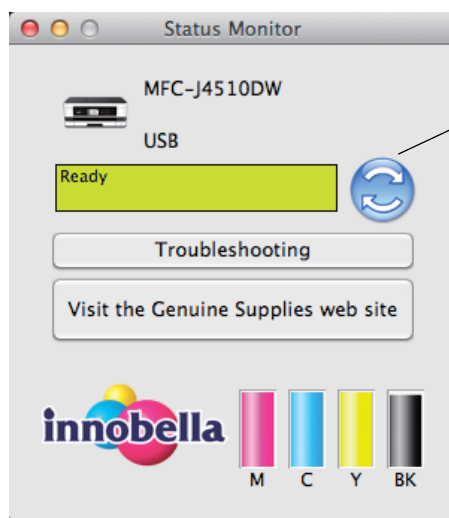 Status Monitor
MFC-J4510DW
USB
Ready
Troubleshooting
Visit the Genuine Supplies web site
innobella
M C Y BK